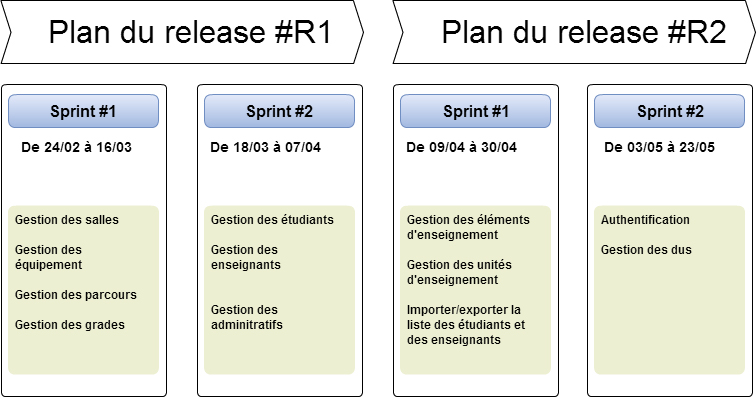 Plan du release #R1
Plan du release #R2
Sprint #1
De 24/02 à 16/03
Gestion des salles
Gestion des
équipement
Gestion des parcours
Gestion des grades
Sprint #2
De 18/03 à 07/04
Gestion des étudiants
Gestion des
enseignants
Gestion des
adminitratifs
Sprint #1
De 09/04 à 30/04
Gestion des éléments
d'enseignement
Gestion des unités
d'enseignement
Importer/exporter la
liste des étudiants et
des enseignants
Sprint #2
De 03/05 à 23/05
Authentification
Gestion des dus